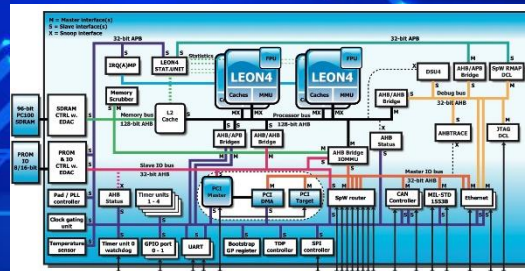 M = Master interface(s)
S = Slave interface(s)
X = Snoop interface(s)
32-bit APB
32-bit APB
IRQ(A)MP
LEON4
STAT.UNIT
Statistics
FPU
FPU
LEON4
LEON4
Caches
MMU
Caches
MMU
DSU4
AHB/APB
Bridge
SpW RMAP
DCL
Memory
Scrubber
96-bit
PC100
SDRAM
SDRAM
CTRL w.
EDAC
Memory bus
128-bit AHB
L2
Cache
Processor bus
128-bit AHB
AHB/AHB
Bridge
Debug bus
32-bit AHB
AHB/APB
Bridges
AHB/AHB
Bridge
AHB
Status
AHBTRACE
JTAG
DCL
PROM
IO
8/16-bit
PROM
& IO
CTRL w.
EDAC
Slave IO bus
32-bit AHB
AHB Bridge
IOMMU
Master IO bus
32-bit AHB
Pad / PLL
controller
AHB
Status
Timer units
1 - 4
PCI
Master
PCI
DMA
PCI
Target
SpW router
CAN
Controller
MIL-STD
1553B
Ethernet
Clock gating
unit
Temperature
sensor
Timer unit 0
watchdog
GPIO port
0 - 1
UART
Bootstrap
GP register
TDP
controller
SPI
controller